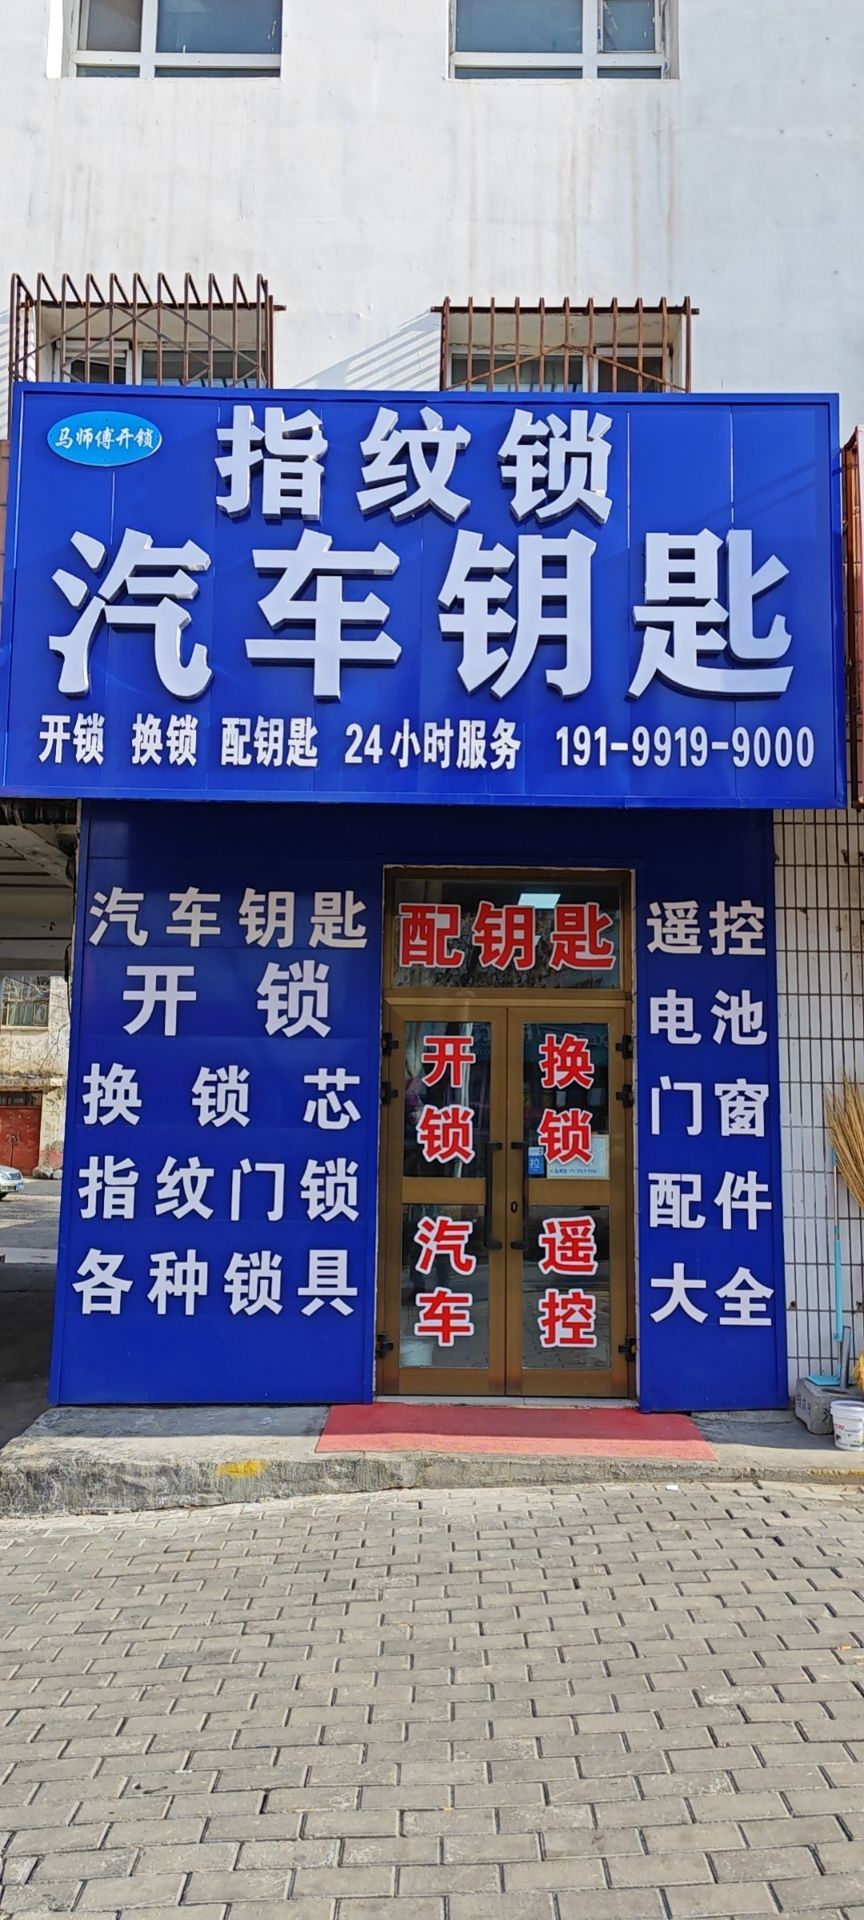 马师傅开锁
指纹锁
汽车钥匙
开锁 换锁 配钥匙 24小时服务 191-9919-9000
汽车钥匙
开锁
换锁芯
指纹门锁
各种锁具
配钥匙
开锁
换锁
汽车
遥控
遥控
电池
门窗
配件
大全
拉